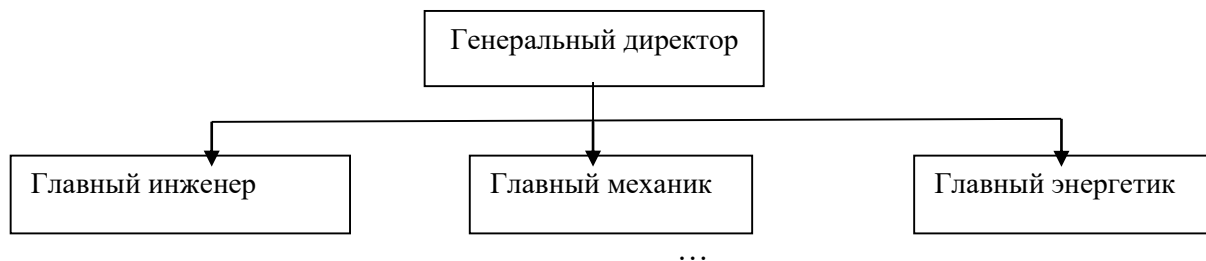 Генеральный директор
Главный инженер
Главный механик
Главный энергетик
…